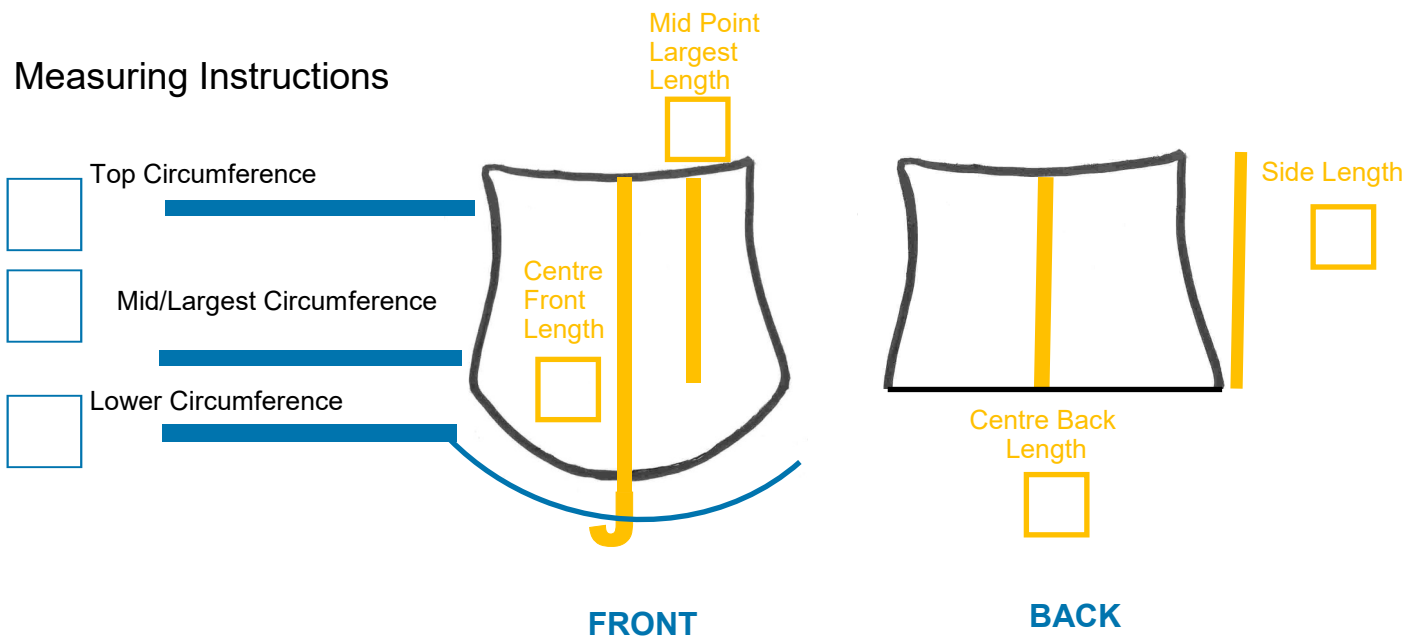 Measuring Instructions
Mid Point
Largest
Length
Top Circumference
Mid/Largest Circumference
Lower Circumference
Centre
Front
Length
Side Length
Centre Back
Length
FRONT
BACK